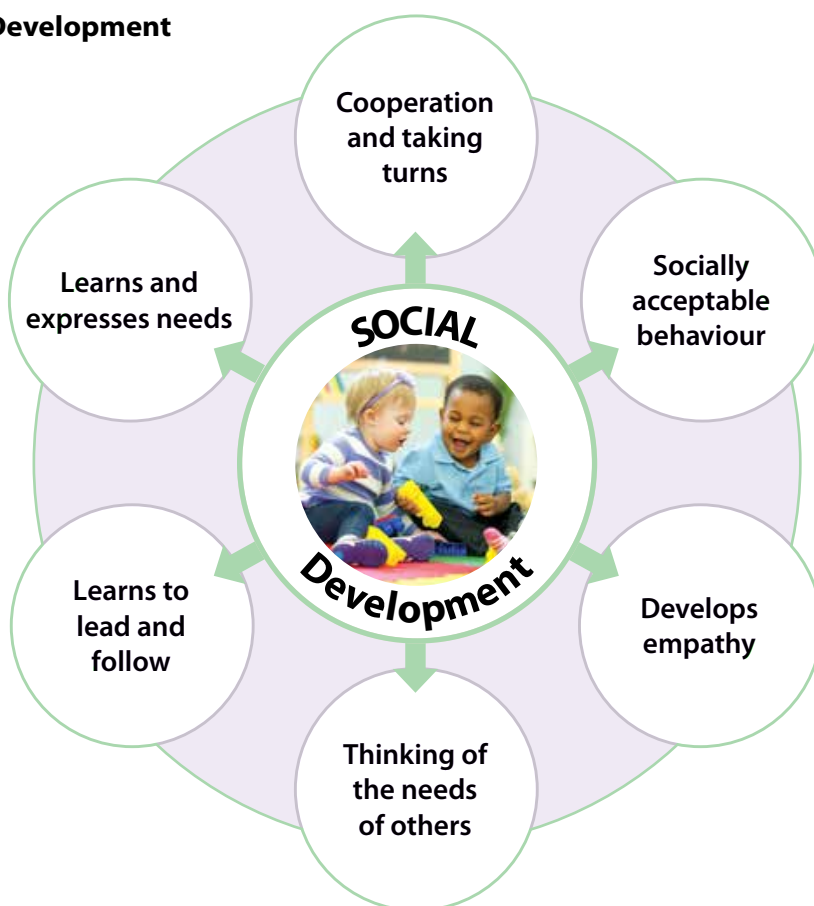 Development
Cooperation
and taking
turns
Socially
acceptable
behaviour
Develops
empathy
Thinking of
the needs
of others
Learns to
lead and
follow
Learns and
expresses needs
SOCIAL
Development